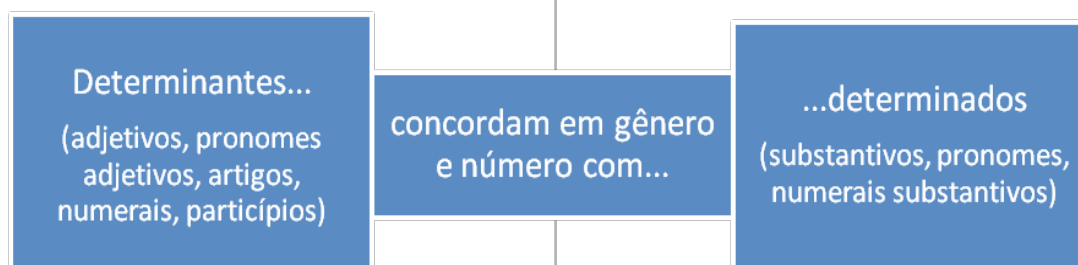 Determinantes...
(adjetivos, pronomes
adjetivos, artigos,
numerais, particípios)
concordam em gênero
e número com...
...determinados
(substantivos, pronomes,
numerais substantivos)